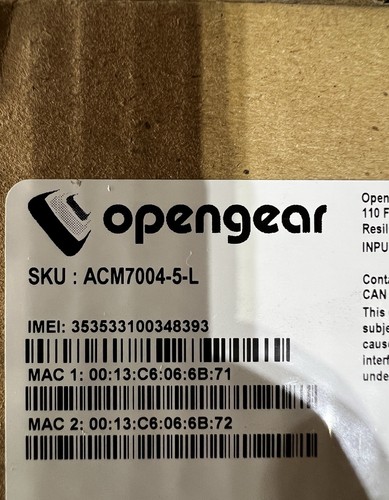 opengear
SKU : ACM7004-5-L
IMEI: 353533100348393
MAC 1: 00:13:C6:06:6B:71
MAC 2: 00:13:C6:06:6B:72
Open
110 F
Resil
INPU
Conta
CAN
This
subje
cause
interf
unde